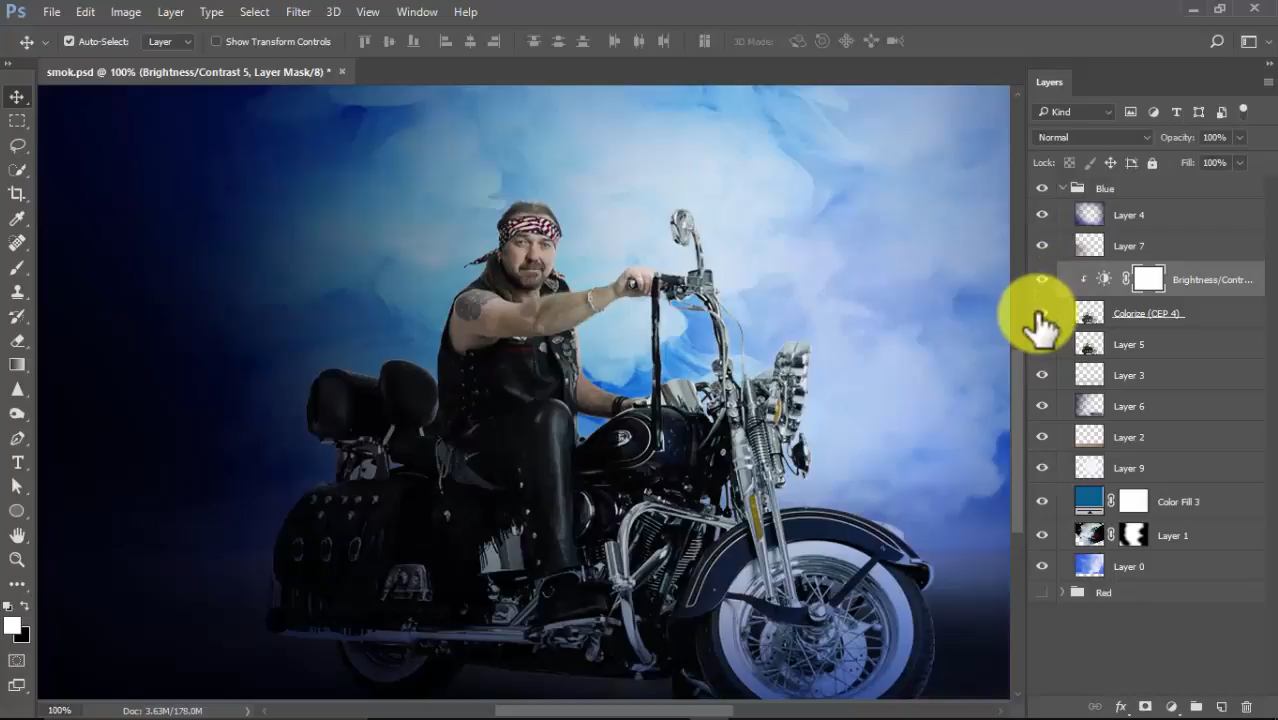 Ps File Edit Image Layer Type Select Filter 3D View Window Help
Auto-Select: Layer Show Transform Controls 3D Mode:
smok.psd @ 100% (Brightness/Contrast 5, Layer Mask/8) * ×
Layers
Kind
Normal Opacity: 100%
Lock: Fill: 100%
Blue
Layer 4
Layer 7
Brightness/Contr...
Colorize (CEP 4)
Layer 5
Layer 3
Layer 6
Layer 2
Layer 9
Color Fill 3
Layer 1
Layer 0
Red
100% Doc: 3.63M/178.0M